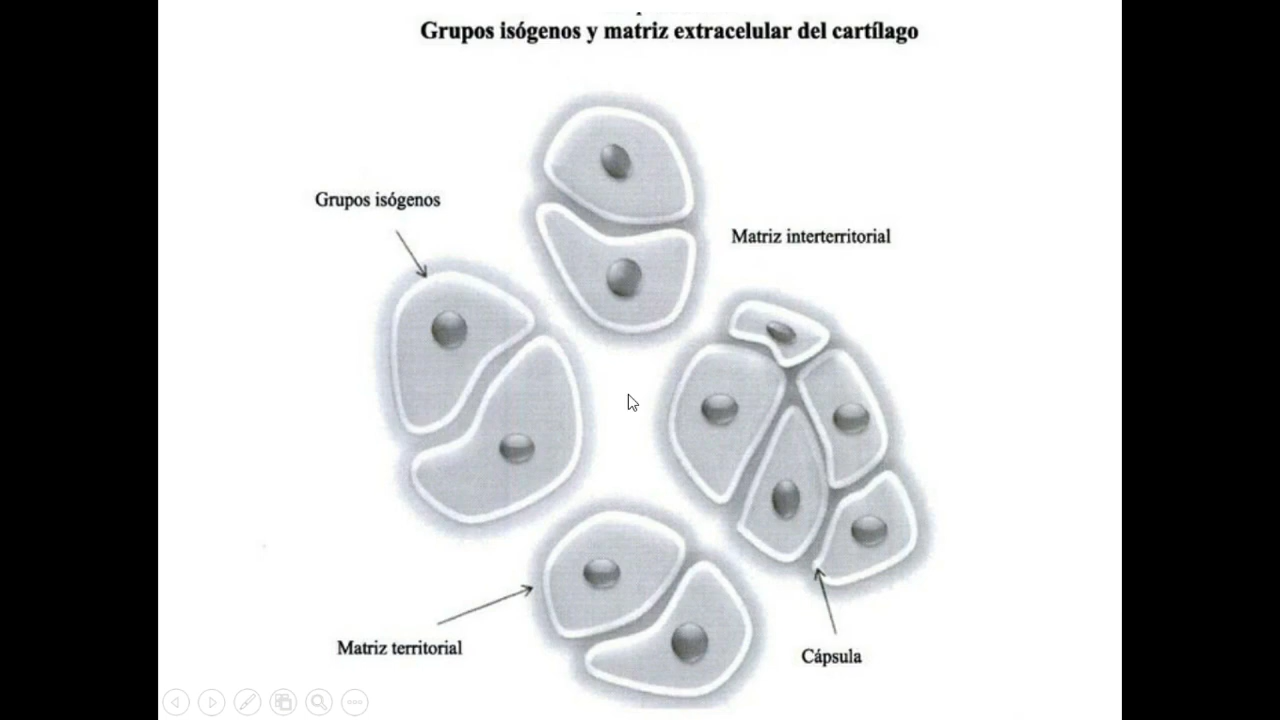 Grupos isógenos y matriz extracelular del cartílago
Grupos isógenos
Matriz interterritorial
Matriz territorial
Cápsula